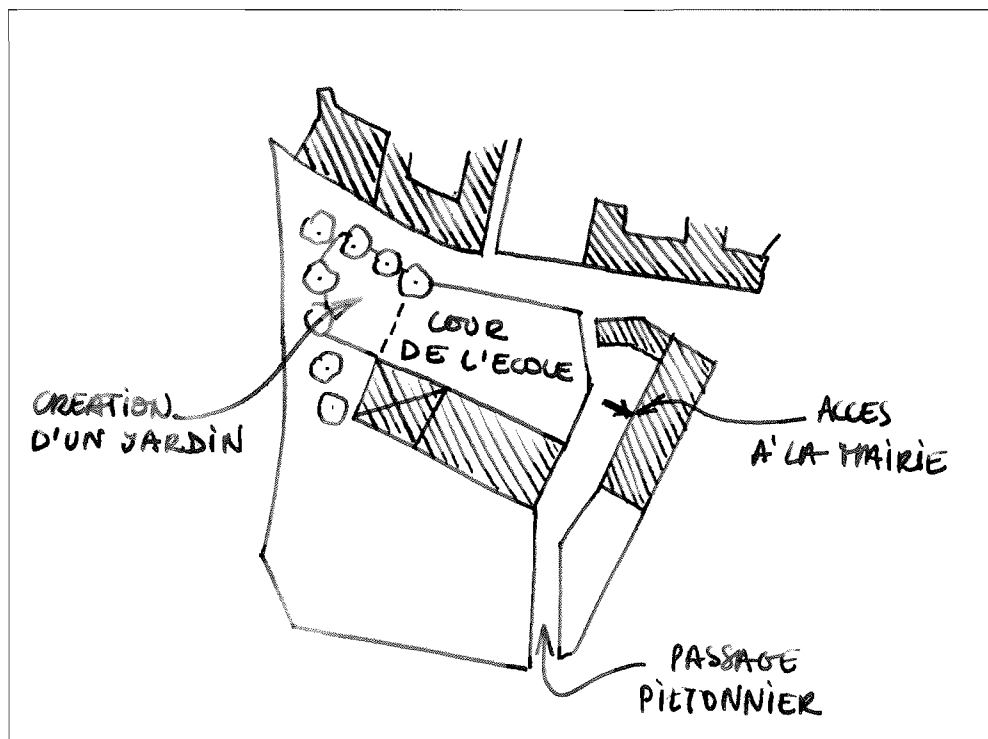 COUR
DE L'ECOLE
CREATION
D'UN JARDIN
ACCES
A' LA MAIRIE
PASSAGE
PIETONNIER